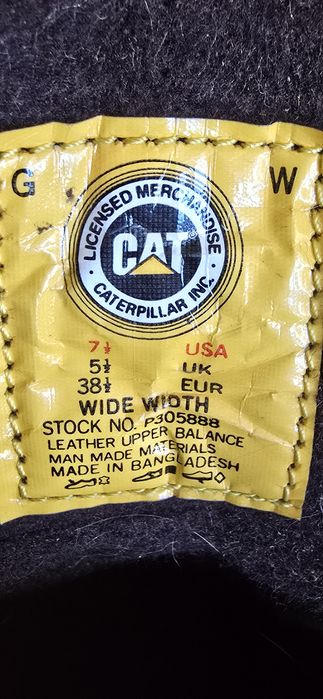 G W
LICENSED MERCHANDISE
CAT®
CATERPILLAR INC.
7½ USA
5½ UK
38½ EUR
WIDE WIDTH
STOCK NO. P305888
LEATHER UPPER BALANCE
MAN MADE MATERIALS
MADE IN BANGLADESH